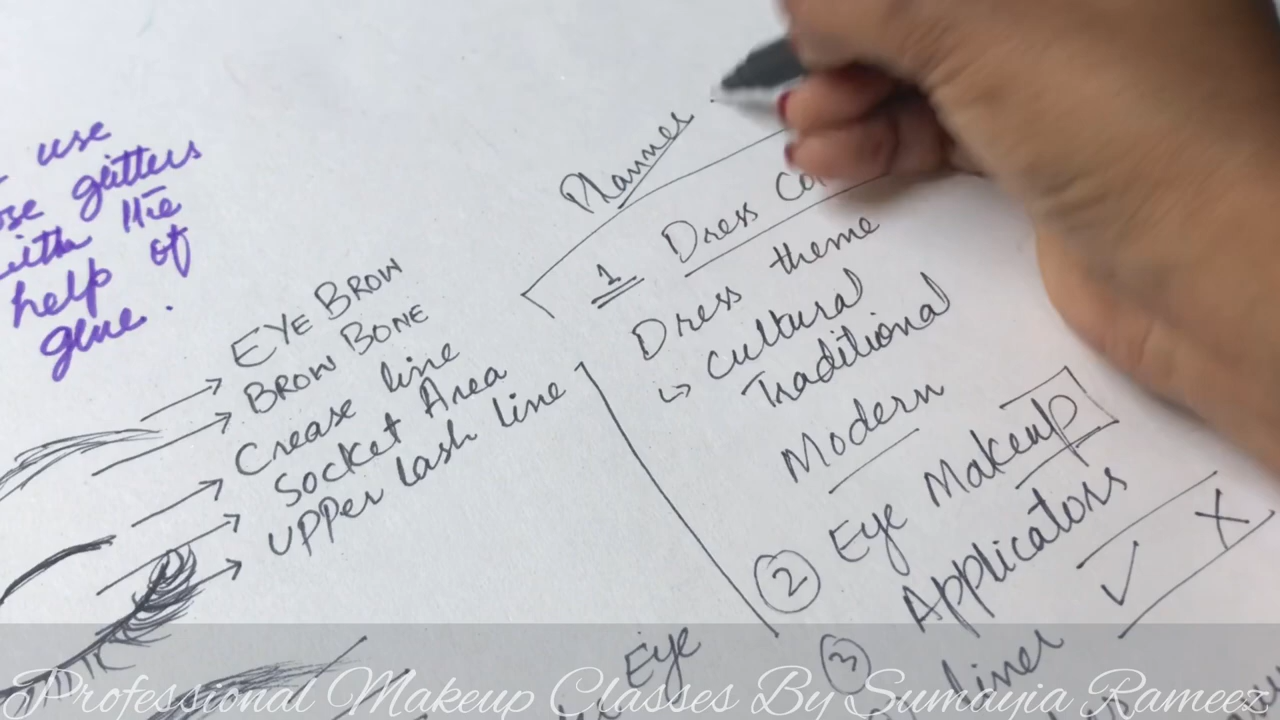 use
glitters
with the
help of
glue.
EYE BROW
BROW BONE
Crease line
Socket Area
upper lash line
Planner
1 Dress
Dress theme
↳ Cultural
Traditional
Modern
2 Eye Makeup
Applicators
✓ X
3
liner
Eye
Professional Makeup Classes By Sumayia Rameez